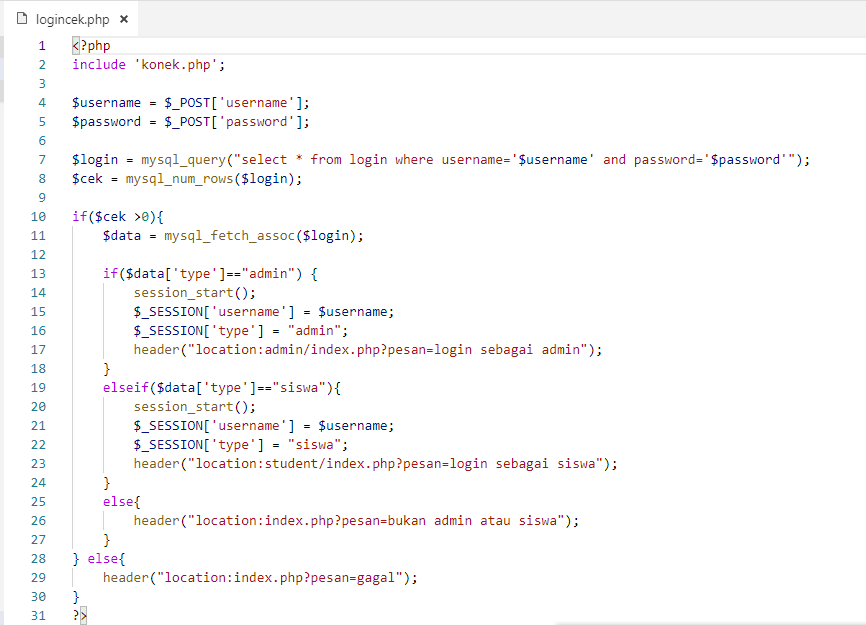 logincek.php ×
1 <?php
2 include 'konek.php';
3
4 $username = $_POST['username'];
5 $password = $_POST['password'];
6
7 $login = mysql_query("select * from login where username='$username' and password='$password'");
8 $cek = mysql_num_rows($login);
9
10 if($cek >0){
11     $data = mysql_fetch_assoc($login);
12
13     if($data['type']=="admin") {
14         session_start();
15         $_SESSION['username'] = $username;
16         $_SESSION['type'] = "admin";
17         header("location:admin/index.php?pesan=login sebagai admin");
18     }
19     elseif($data['type']=="siswa"){
20         session_start();
21         $_SESSION['username'] = $username;
22         $_SESSION['type'] = "siswa";
23         header("location:student/index.php?pesan=login sebagai siswa");
24     }
25     else{
26         header("location:index.php?pesan=bukan admin atau siswa");
27     }
28 } else{
29     header("location:index.php?pesan=gagal");
30 }
31 ?>